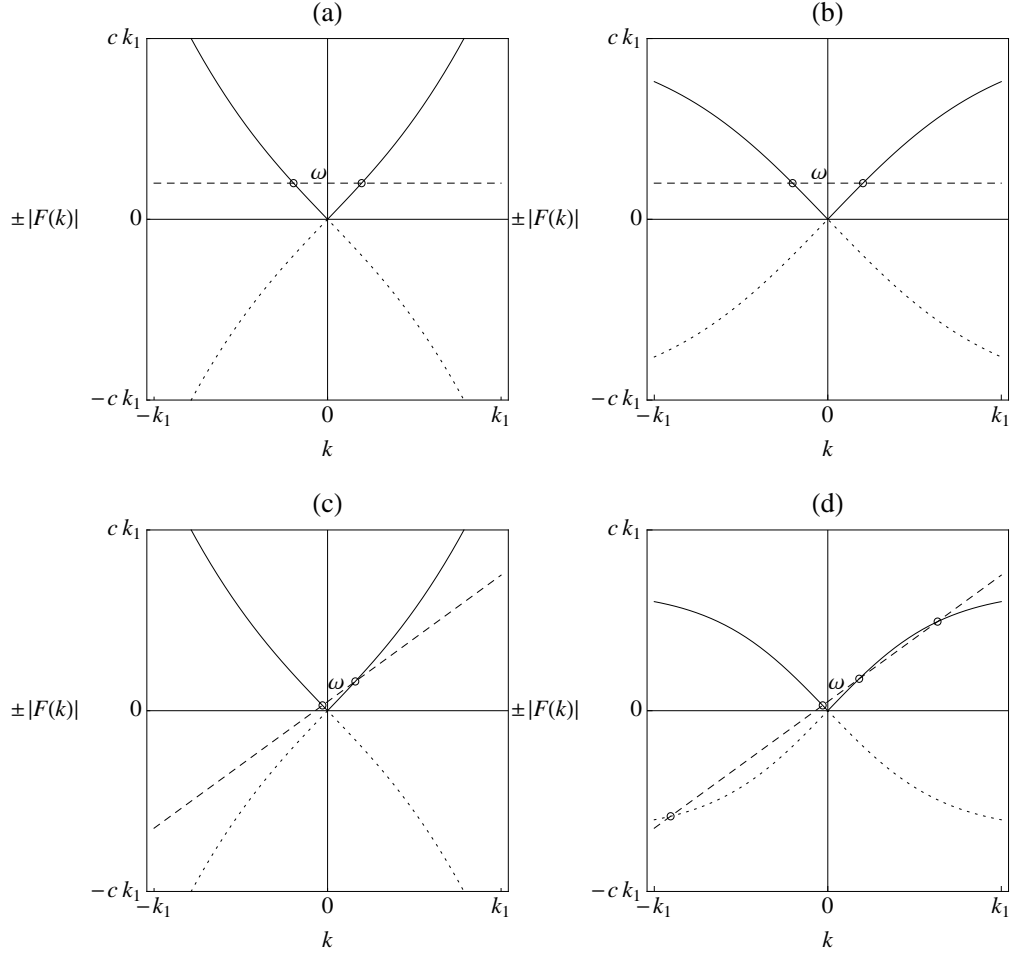 (a)
c k₁
ω
±|F(k)|
0
−c k₁
−k₁ 0 k₁
k
(b)
c k₁
ω
±|F(k)|
0
−c k₁
−k₁ 0 k₁
k
(c)
c k₁
ω
±|F(k)|
0
−c k₁
−k₁ 0 k₁
k
(d)
c k₁
ω
±|F(k)|
0
−c k₁
−k₁ 0 k₁
k